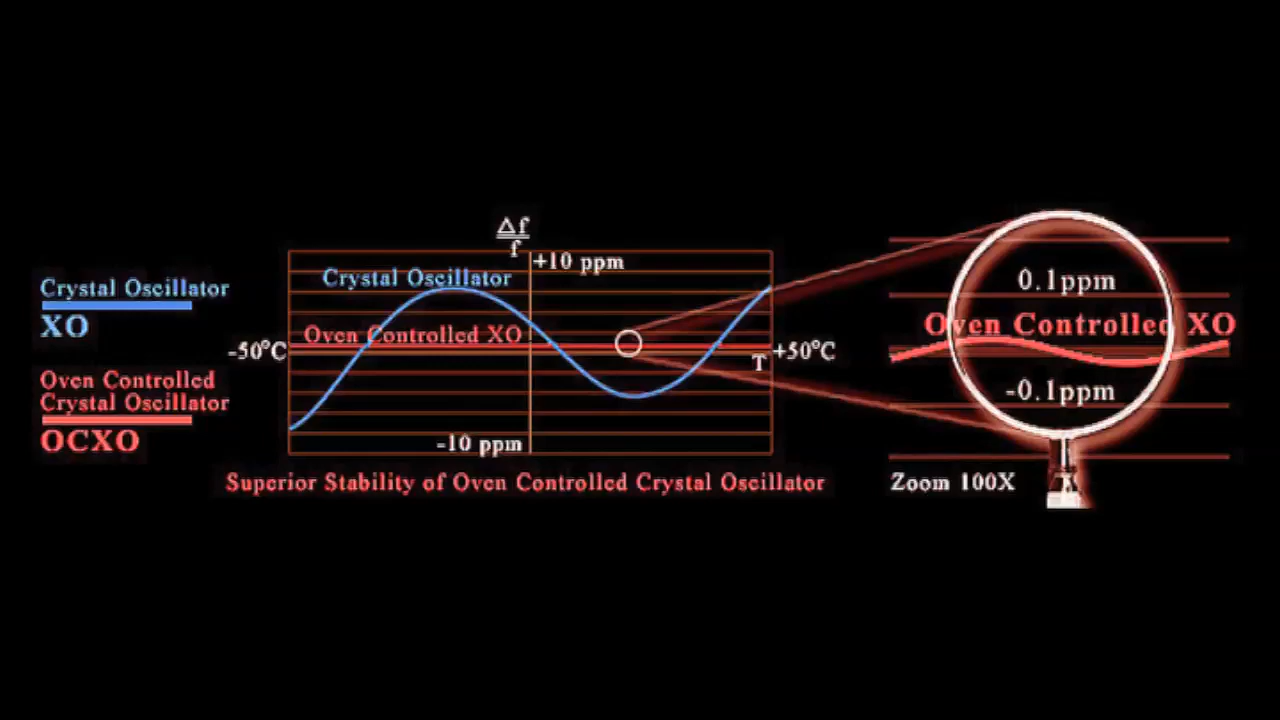 Crystal Oscillator
XO
Oven Controlled
Crystal Oscillator
OCXO
Δf
f
+10 ppm
Crystal Oscillator
Oven Controlled XO
-50°C
T
+50°C
-10 ppm
Superior Stability of Oven Controlled Crystal Oscillator
0.1ppm
Oven Controlled XO
-0.1ppm
Zoom 100X